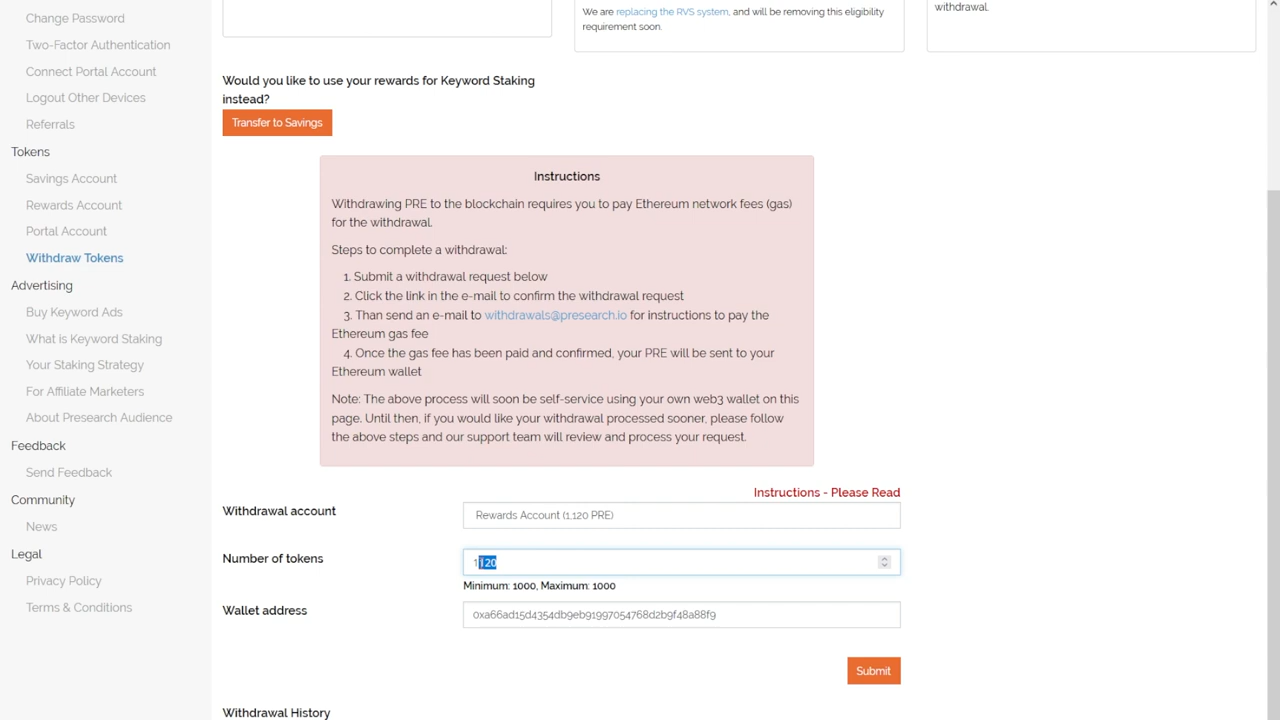 Change Password
Two-Factor Authentication
Connect Portal Account
Logout Other Devices
Referrals
Tokens
Savings Account
Rewards Account
Portal Account
Withdraw Tokens
Advertising
Buy Keyword Ads
What is Keyword Staking
Your Staking Strategy
For Affiliate Marketers
About Presearch Audience
Feedback
Send Feedback
Community
News
Legal
Privacy Policy
Terms & Conditions
We are replacing the RVS system, and will be removing this eligibility
requirement soon.
withdrawal.
Would you like to use your rewards for Keyword Staking
instead?
Transfer to Savings
Instructions
Withdrawing PRE to the blockchain requires you to pay Ethereum network fees (gas)
for the withdrawal.
Steps to complete a withdrawal:
1. Submit a withdrawal request below
2. Click the link in the e-mail to confirm the withdrawal request
3. Than send an e-mail to withdrawals@presearch.io for instructions to pay the
Ethereum gas fee
4. Once the gas fee has been paid and confirmed, your PRE will be sent to your
Ethereum wallet
Note: The above process will soon be self-service using your own web3 wallet on this
page. Until then, if you would like your withdrawal processed sooner, please follow
the above steps and our support team will review and process your request.
Instructions - Please Read
Withdrawal account
Rewards Account (1,120 PRE)
Number of tokens
1120
Minimum: 1000, Maximum: 1000
Wallet address
0xa66ad15d4354db9eb91997054768d2b9f48a88f9
Submit
Withdrawal History